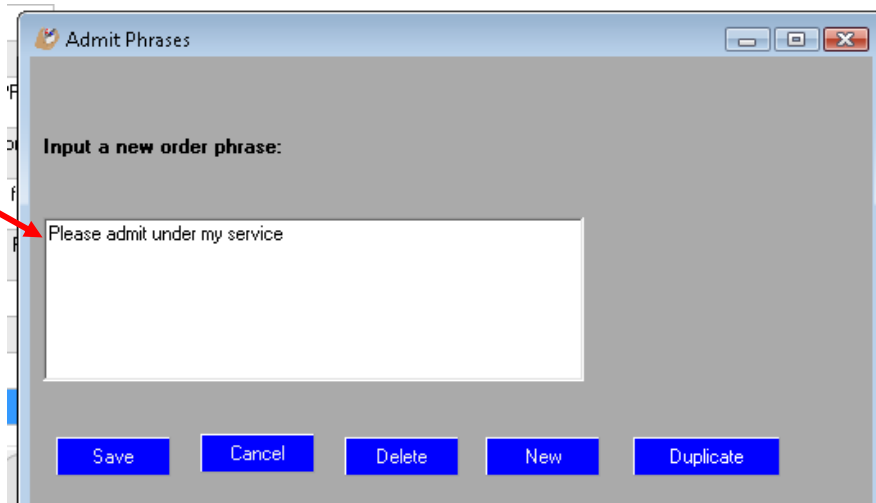 Admit Phrases
Input a new order phrase:
Please admit under my service
Save Cancel Delete New Duplicate